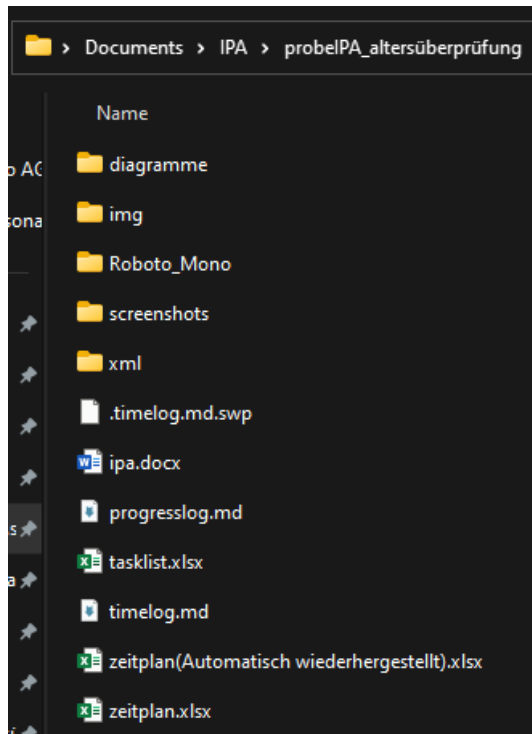 Documents > IPA > probeIPA_altersüberprüfung
Name
diagramme
img
Roboto_Mono
screenshots
xml
.timelog.md.swp
ipa.docx
progresslog.md
tasklist.xlsx
timelog.md
zeitplan(Automatisch wiederhergestellt).xlsx
zeitplan.xlsx